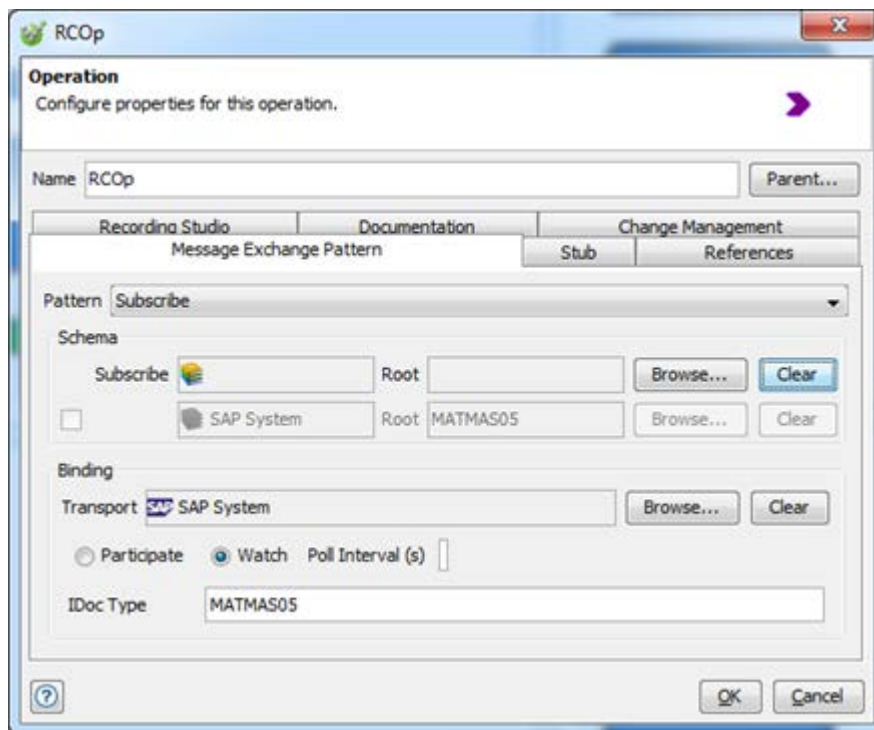 RCOp
Operation
Configure properties for this operation.
Name RCOp Parent...
Recording Studio Documentation Change Management
Message Exchange Pattern Stub References
Pattern Subscribe
Schema
Subscribe Root Browse... Clear
SAP System Root MATMAS05 Browse... Clear
Binding
Transport SAP SAP System Browse... Clear
Participate Watch Poll Interval (s)
IDoc Type MATMAS05
? OK Cancel